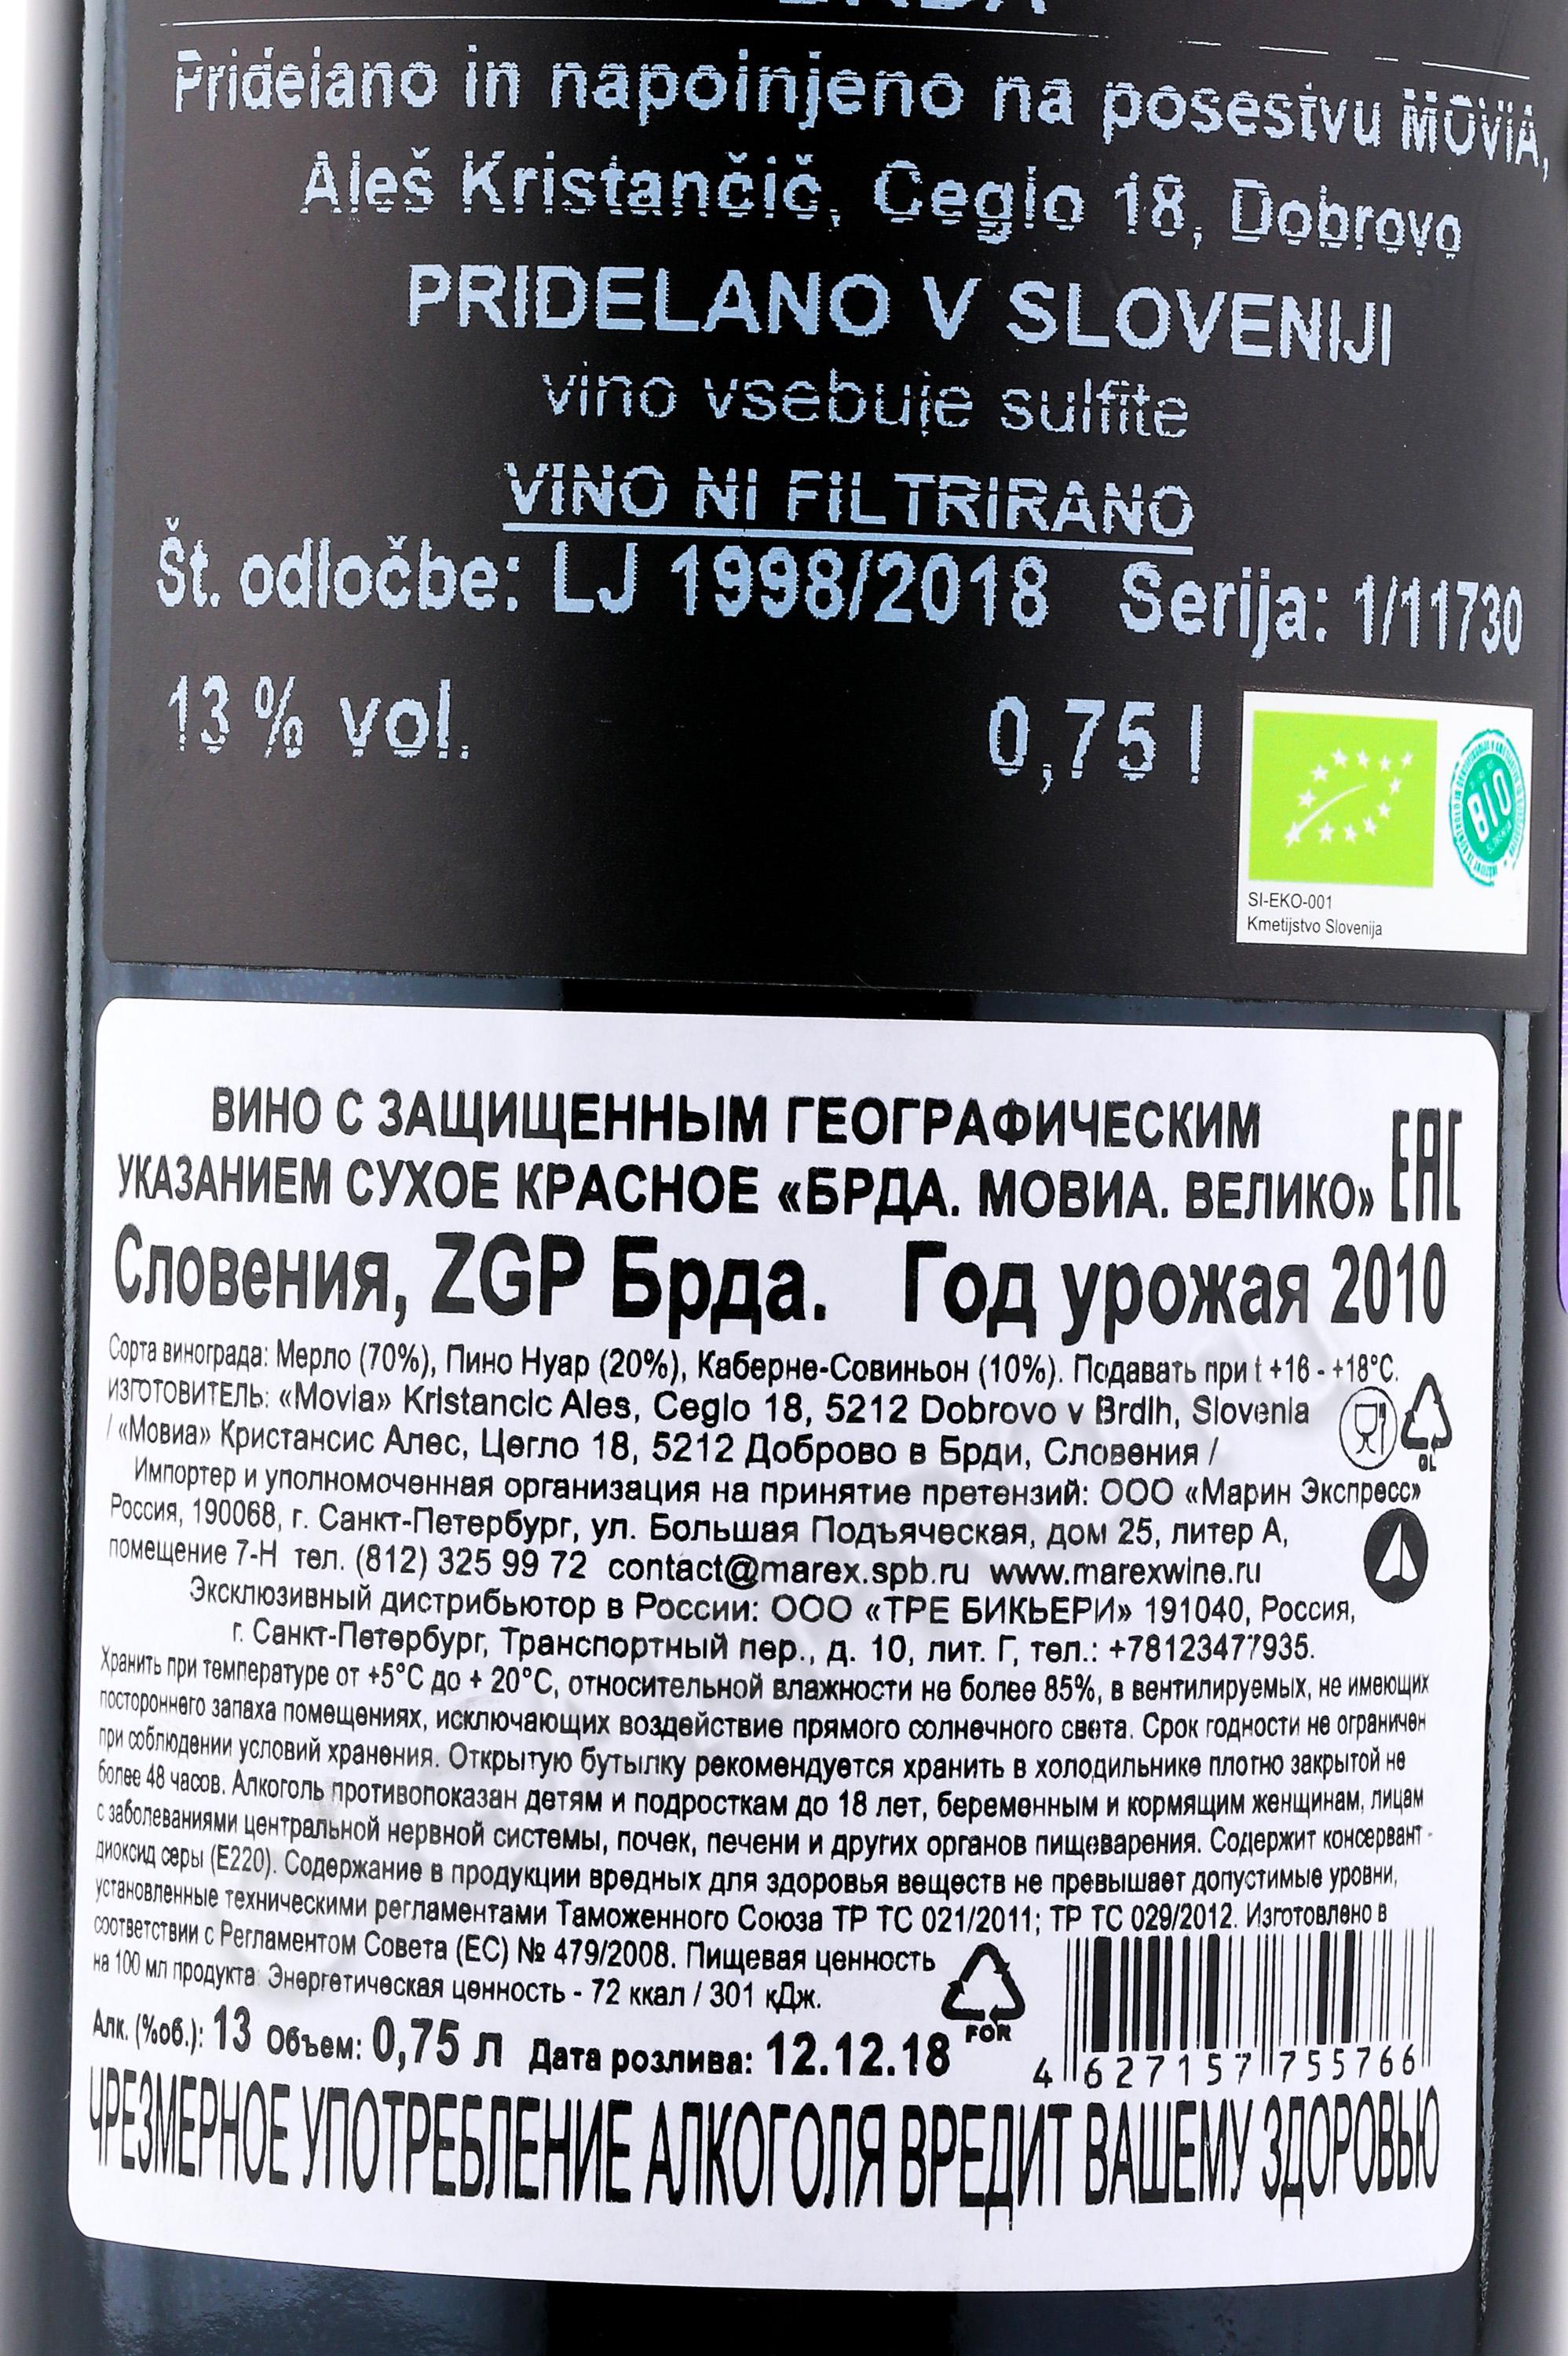 Pridelano in napolnjeno na posestvu MOVIA,
Aleš Kristančič, Ceglo 18, Dobrovo
PRIDELANO V SLOVENIJI
vino vsebuje sulfite
VINO NI FILTRIRANO
Št. odločbe: LJ 1998/2018 Serija: 1/11730
13 % vol. 0,75 l
BIO
SI-EKO-001
Kmetijstvo Slovenija
ВИНО С ЗАЩИЩЕННЫМ ГЕОГРАФИЧЕСКИМ
УКАЗАНИЕМ СУХОЕ КРАСНОЕ «БРДА. МОВИА. ВЕЛИКО» EAC
Словения, ZGP Брда. Год урожая 2010
Сорта винограда: Мерло (70%), Пино Нуар (20%), Каберне-Совиньон (10%). Подавать при t +16 - +18°C.
ИЗГОТОВИТЕЛЬ: «Movia» Kristancic Ales, Ceglo 18, 5212 Dobrovo v Brdih, Slovenia
/ «Мовиа» Кристансис Алес, Цегло 18, 5212 Доброво в Брди, Словения /
Импортер и уполномоченная организация на принятие претензий: ООО «Марин Экспресс»
Россия, 190068, г. Санкт-Петербург, ул. Большая Подъяческая, дом 25, литер А,
помещение 7-Н тел. (812) 325 99 72 contact@marex.spb.ru www.marexwine.ru
Эксклюзивный дистрибьютор в России: ООО «ТРЕ БИКЬЕРИ» 191040, Россия,
г. Санкт-Петербург, Транспортный пер., д. 10, лит. Г, тел.: +78123477935.
Хранить при температуре от +5°C до + 20°C, относительной влажности не более 85%, в вентилируемых, не имеющих
постороннего запаха помещениях, исключающих воздействие прямого солнечного света. Срок годности не ограничен
при соблюдении условий хранения. Открытую бутылку рекомендуется хранить в холодильнике плотно закрытой не
более 48 часов. Алкоголь противопоказан детям и подросткам до 18 лет, беременным и кормящим женщинам, лицам
с заболеваниями центральной нервной системы, почек, печени и других органов пищеварения. Содержит консервант -
диоксид серы (Е220). Содержание в продукции вредных для здоровья веществ не превышает допустимые уровни,
установленные техническими регламентами Таможенного Союза ТР ТС 021/2011; ТР ТС 029/2012. Изготовлено в
соответствии с Регламентом Совета (ЕС) № 479/2008. Пищевая ценность
на 100 мл продукта: Энергетическая ценность - 72 ккал / 301 кДж.
FOR
Алк. (%об.): 13 Объем: 0,75 л Дата розлива: 12.12.18
4 627157 755766
ЧРЕЗМЕРНОЕ УПОТРЕБЛЕНИЕ АЛКОГОЛЯ ВРЕДИТ ВАШЕМУ ЗДОРОВЬЮ